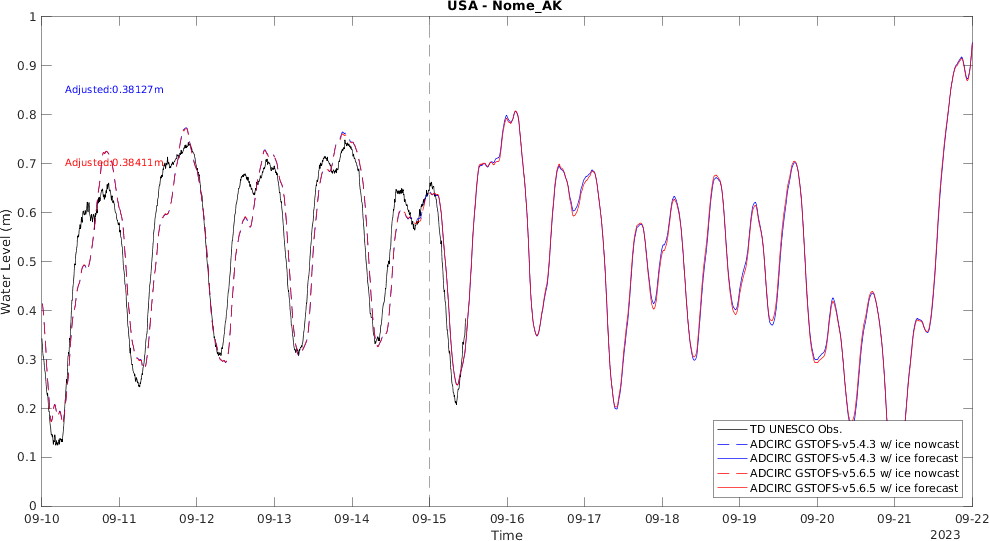 USA - Nome_AK
1
0.9
0.8
0.7
0.6
0.5
0.4
0.3
0.2
0.1
0
Water Level (m)
Adjusted:0.38127m
Adjusted:0.38411m
TD UNESCO Obs.
ADCIRC GSTOFS-v5.4.3 w/ ice nowcast
ADCIRC GSTOFS-v5.4.3 w/ ice forecast
ADCIRC GSTOFS-v5.6.5 w/ ice nowcast
ADCIRC GSTOFS-v5.6.5 w/ ice forecast
09-10 09-11 09-12 09-13 09-14 09-15 09-16 09-17 09-18 09-19 09-20 09-21 09-22
Time
2023